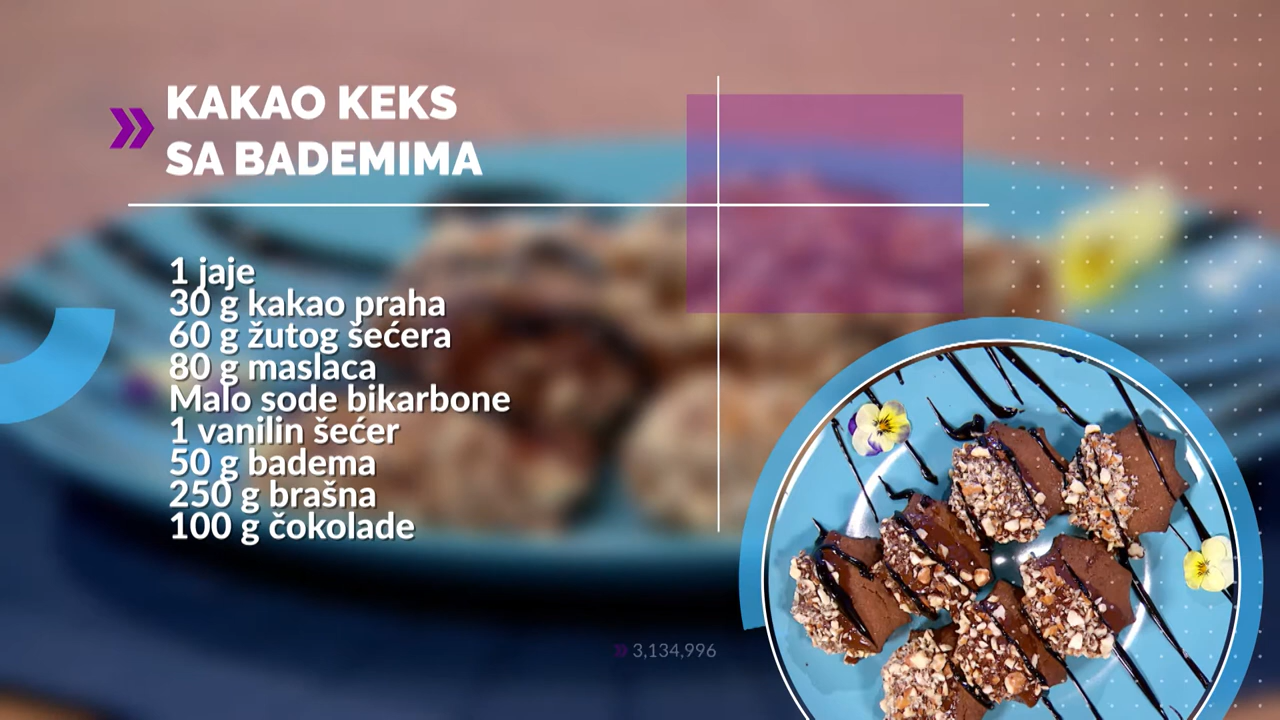 KAKAO KEKS
SA BADEMIMA
1 jaje
30 g kakao praha
60 g žutog šećera
80 g maslaca
Malo sode bikarbone
1 vanilin šećer
50 g badema
250 g brašna
100 g čokolade
3,134,996